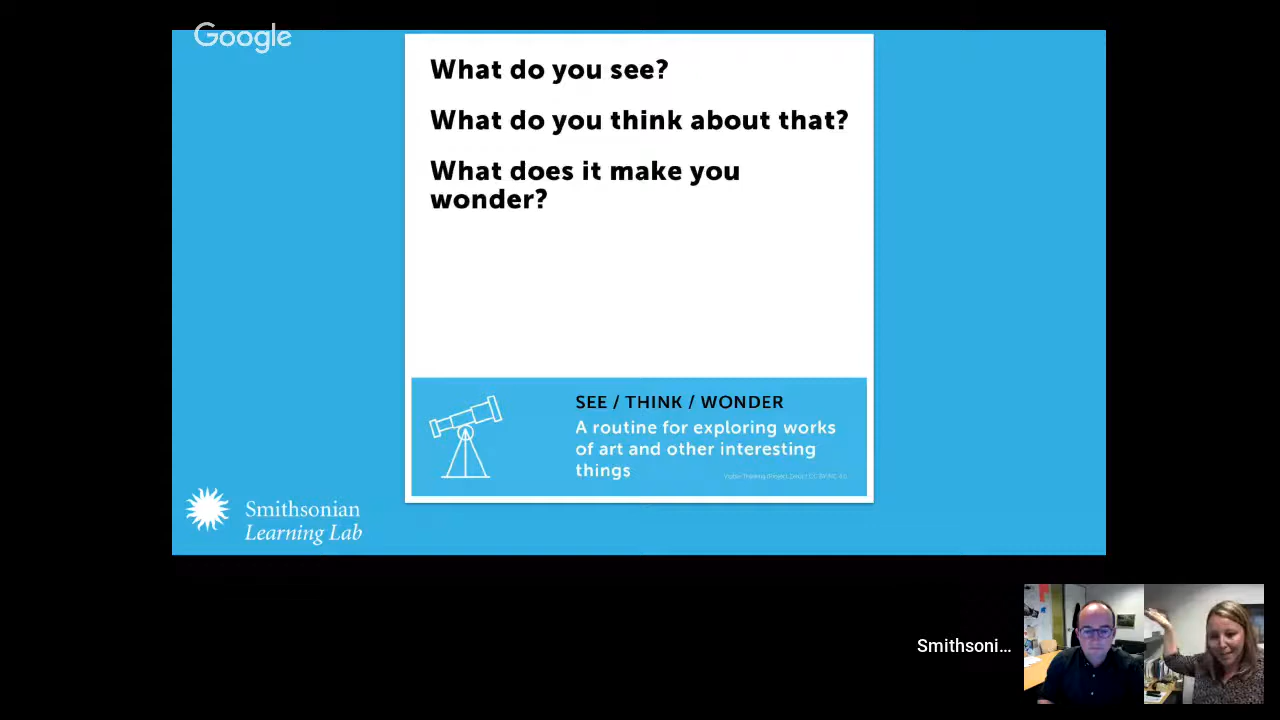 Google
What do you see?
What do you think about that?
What does it make you
wonder?
SEE / THINK / WONDER
A routine for exploring works
of art and other interesting
things
Smithsonian
Learning Lab
Smithsoni...